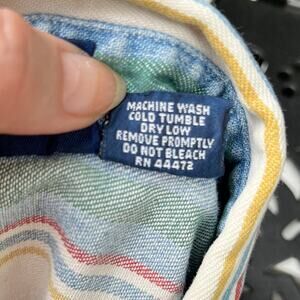 MACHINE WASH
COLD TUMBLE
DRY LOW
REMOVE PROMPTLY
DO NOT BLEACH
RN 44472